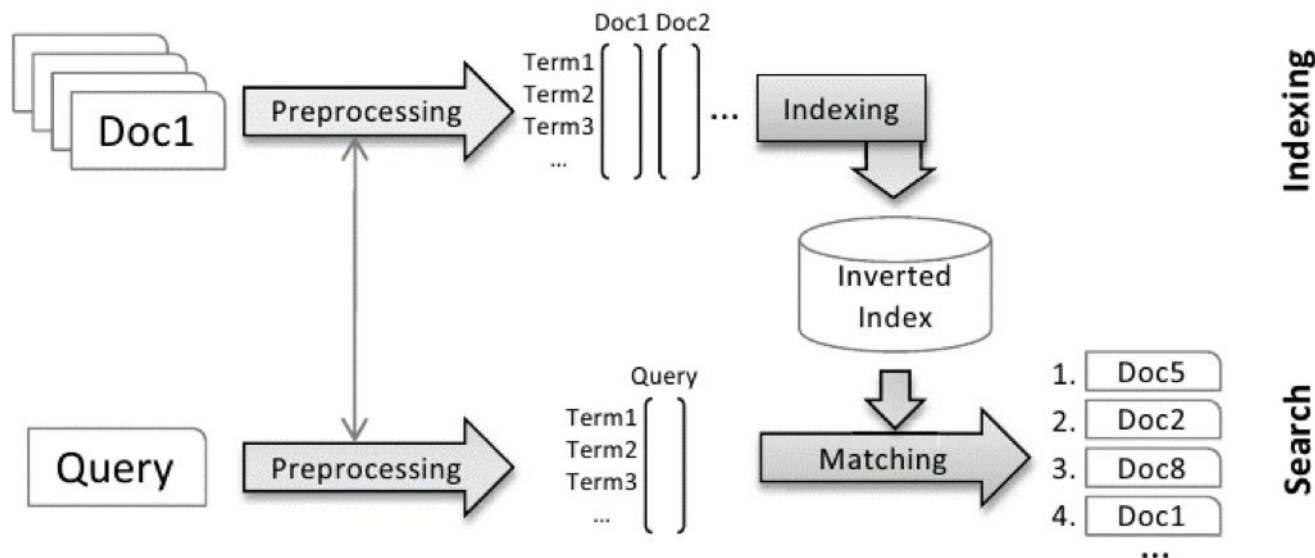 Doc1 Doc2
Term1
Term2
Term3
...
Doc1
Preprocessing
...
Indexing
Indexing
Inverted
Index
Query
Term1
Term2
Term3
...
Query
Preprocessing
Matching
1. Doc5
2. Doc2
3. Doc8
4. Doc1
...
Search